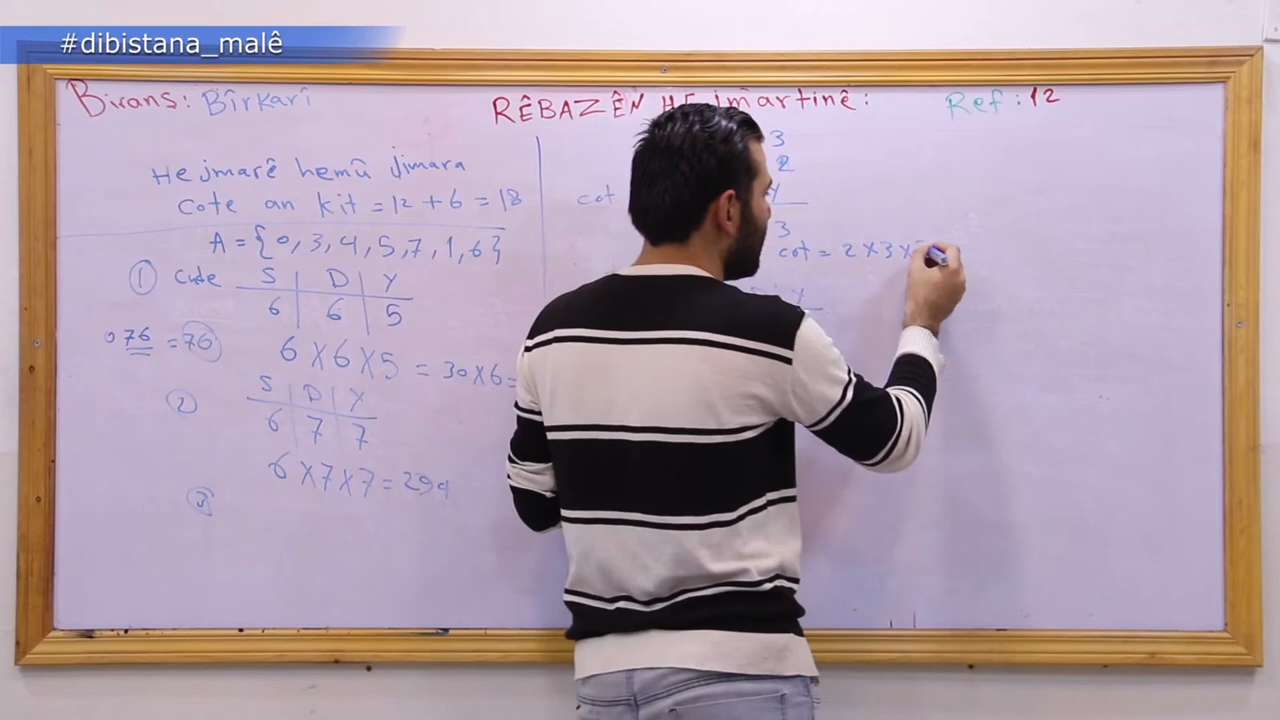 #dibistana_malê
Birans: Bîrkarî
RÊBAZÊN HEjmartinê:
Ref: 12
Hejmarê hemû jimara
cote an kit = 12 + 6 = 18
A = {0, 3, 4, 5, 7, 1, 6}
① Cude
S D Y
6 6 5
076 = 76
6 X 6 X 5 = 30 X 6 =
②
S D Y
6 7 7
6 X 7 X 7 = 294
③
3
2
cot
3
cot = 2 X 3 X
Y